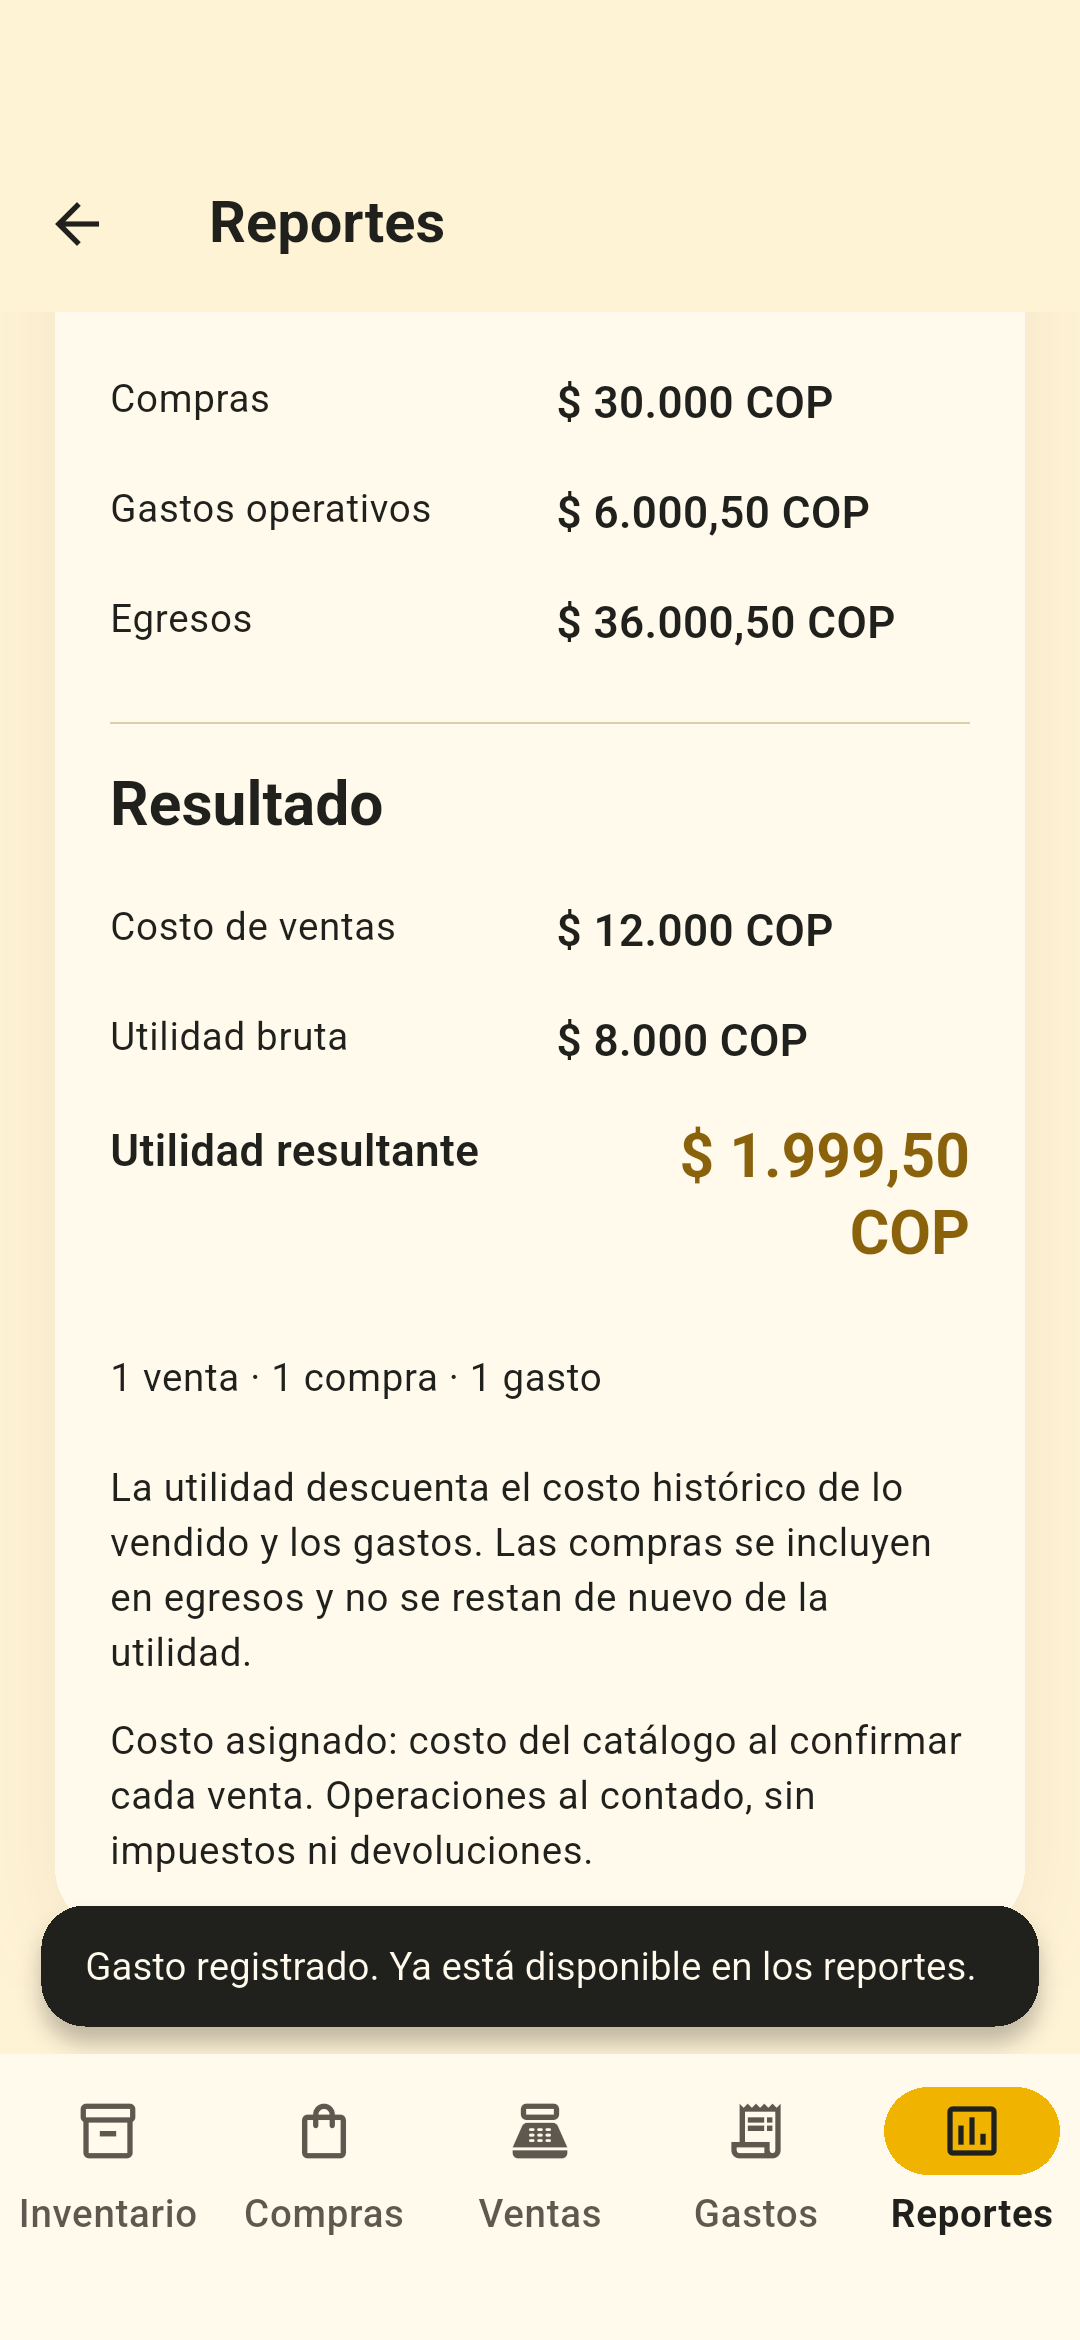 Reportes
Compras $ 30.000 COP
Gastos operativos $ 6.000,50 COP
Egresos $ 36.000,50 COP
Resultado
Costo de ventas $ 12.000 COP
Utilidad bruta $ 8.000 COP
Utilidad resultante $ 1.999,50
COP
1 venta · 1 compra · 1 gasto
La utilidad descuenta el costo histórico de lo
vendido y los gastos. Las compras se incluyen
en egresos y no se restan de nuevo de la
utilidad.
Costo asignado: costo del catálogo al confirmar
cada venta. Operaciones al contado, sin
impuestos ni devoluciones.
Gasto registrado. Ya está disponible en los reportes.
Inventario Compras Ventas Gastos Reportes